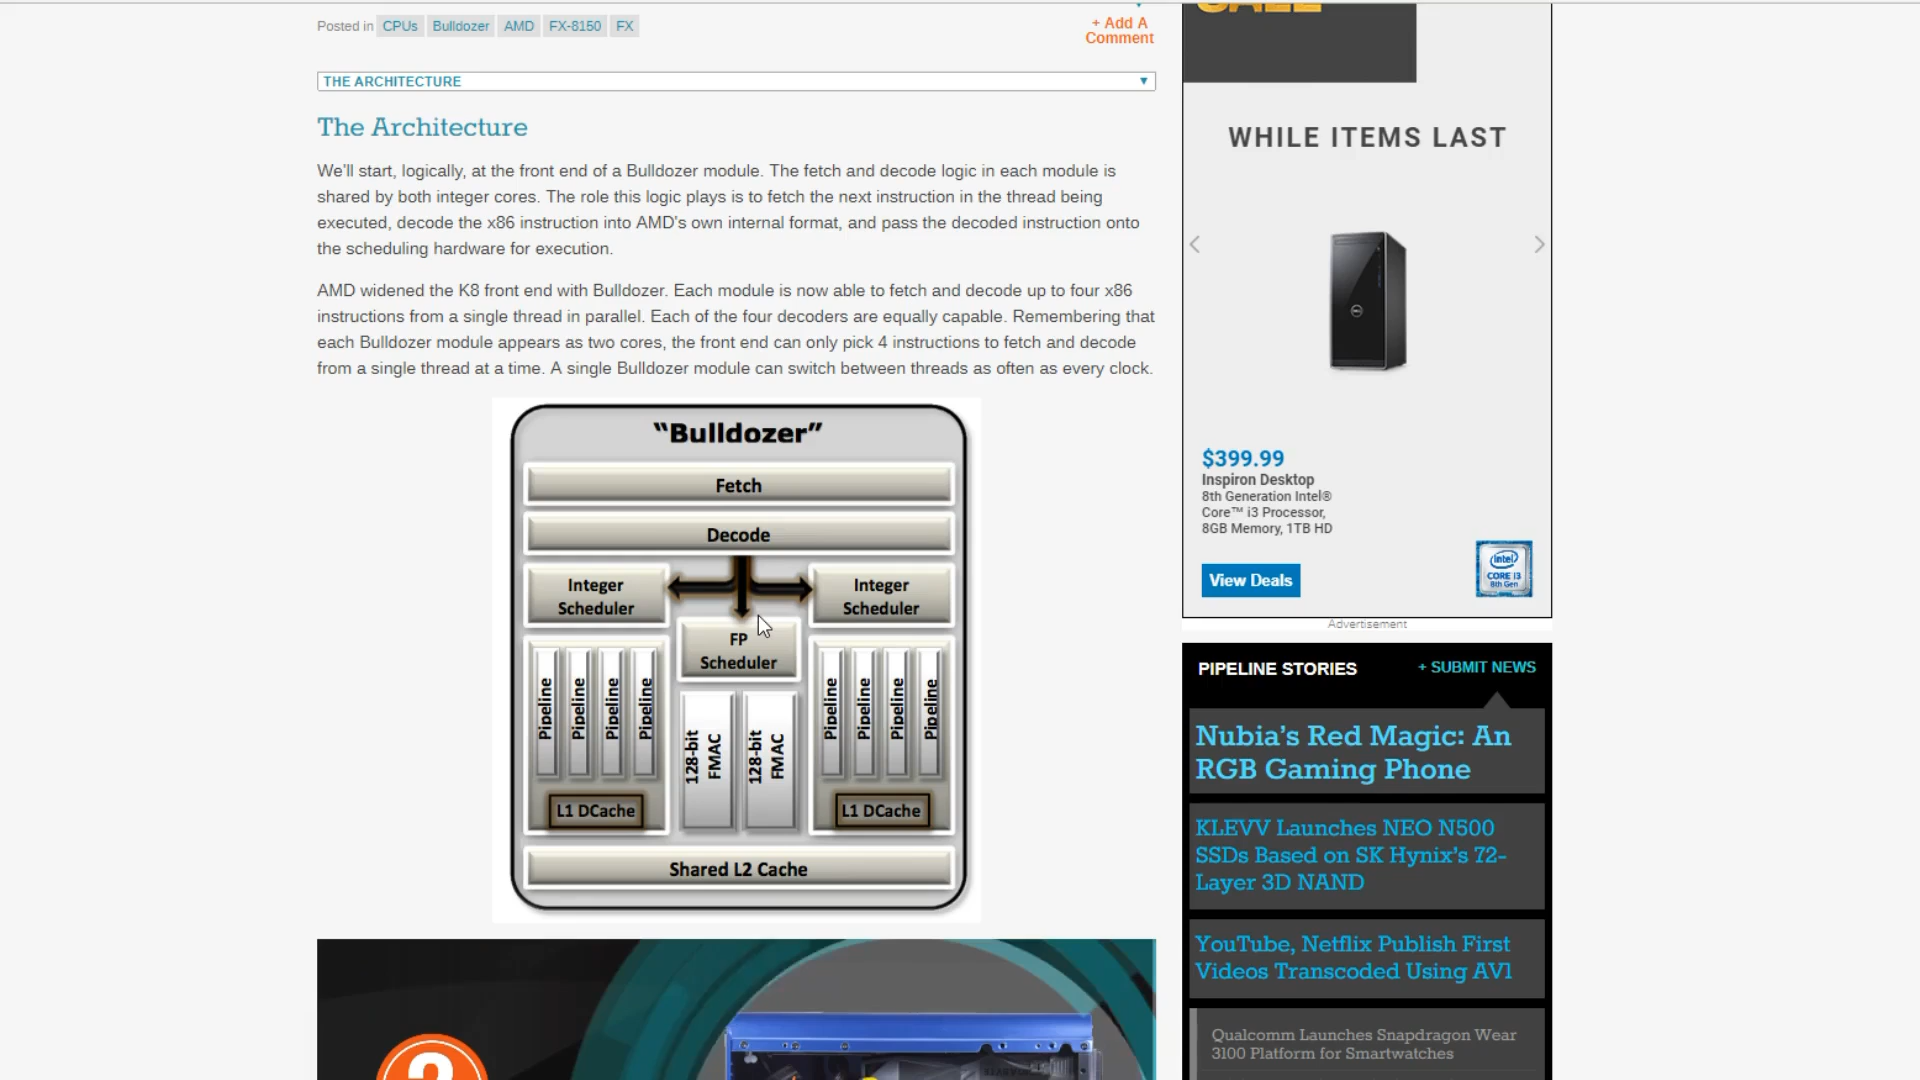 Posted in CPUs Bulldozer AMD FX-8150 FX
+ Add A
Comment
THE ARCHITECTURE
The Architecture
We'll start, logically, at the front end of a Bulldozer module. The fetch and decode logic in each module is
shared by both integer cores. The role this logic plays is to fetch the next instruction in the thread being
executed, decode the x86 instruction into AMD's own internal format, and pass the decoded instruction onto
the scheduling hardware for execution.
AMD widened the K8 front end with Bulldozer. Each module is now able to fetch and decode up to four x86
instructions from a single thread in parallel. Each of the four decoders are equally capable. Remembering that
each Bulldozer module appears as two cores, the front end can only pick 4 instructions to fetch and decode
from a single thread at a time. A single Bulldozer module can switch between threads as often as every clock.
"Bulldozer"
Fetch
Decode
Integer
Scheduler
Integer
Scheduler
FP
Scheduler
Pipeline
Pipeline
Pipeline
Pipeline
128-bit
FMAC
128-bit
FMAC
Pipeline
Pipeline
Pipeline
Pipeline
L1 DCache
L1 DCache
Shared L2 Cache
?
WHILE ITEMS LAST
$399.99
Inspiron Desktop
8th Generation Intel®
Core™ i3 Processor,
8GB Memory, 1TB HD
View Deals
intel
CORE i3
8th Gen
Advertisement
PIPELINE STORIES
+ SUBMIT NEWS
Nubia's Red Magic: An
RGB Gaming Phone
KLEVV Launches NEO N500
SSDs Based on SK Hynix's 72-
Layer 3D NAND
YouTube, Netflix Publish First
Videos Transcoded Using AV1
Qualcomm Launches Snapdragon Wear
3100 Platform for Smartwatches